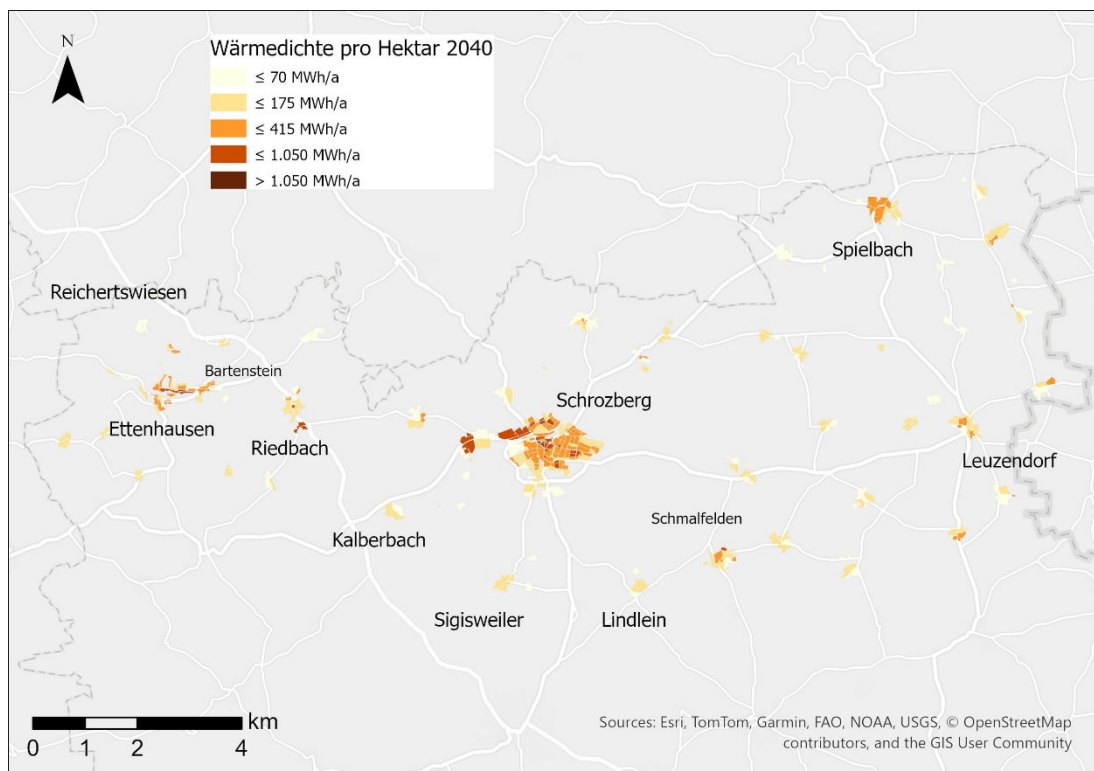 N
Wärmedichte pro Hektar 2040
≤ 70 MWh/a
≤ 175 MWh/a
≤ 415 MWh/a
≤ 1.050 MWh/a
> 1.050 MWh/a
Spielbach
Reichertswiesen
Bartenstein
Schrozberg
Ettenhausen
Riedbach
Leuzendorf
Schmalfelden
Kalberbach
Sigisweiler
Lindlein
km
0 1 2 4
Sources: Esri, TomTom, Garmin, FAO, NOAA, USGS, © OpenStreetMap
contributors, and the GIS User Community